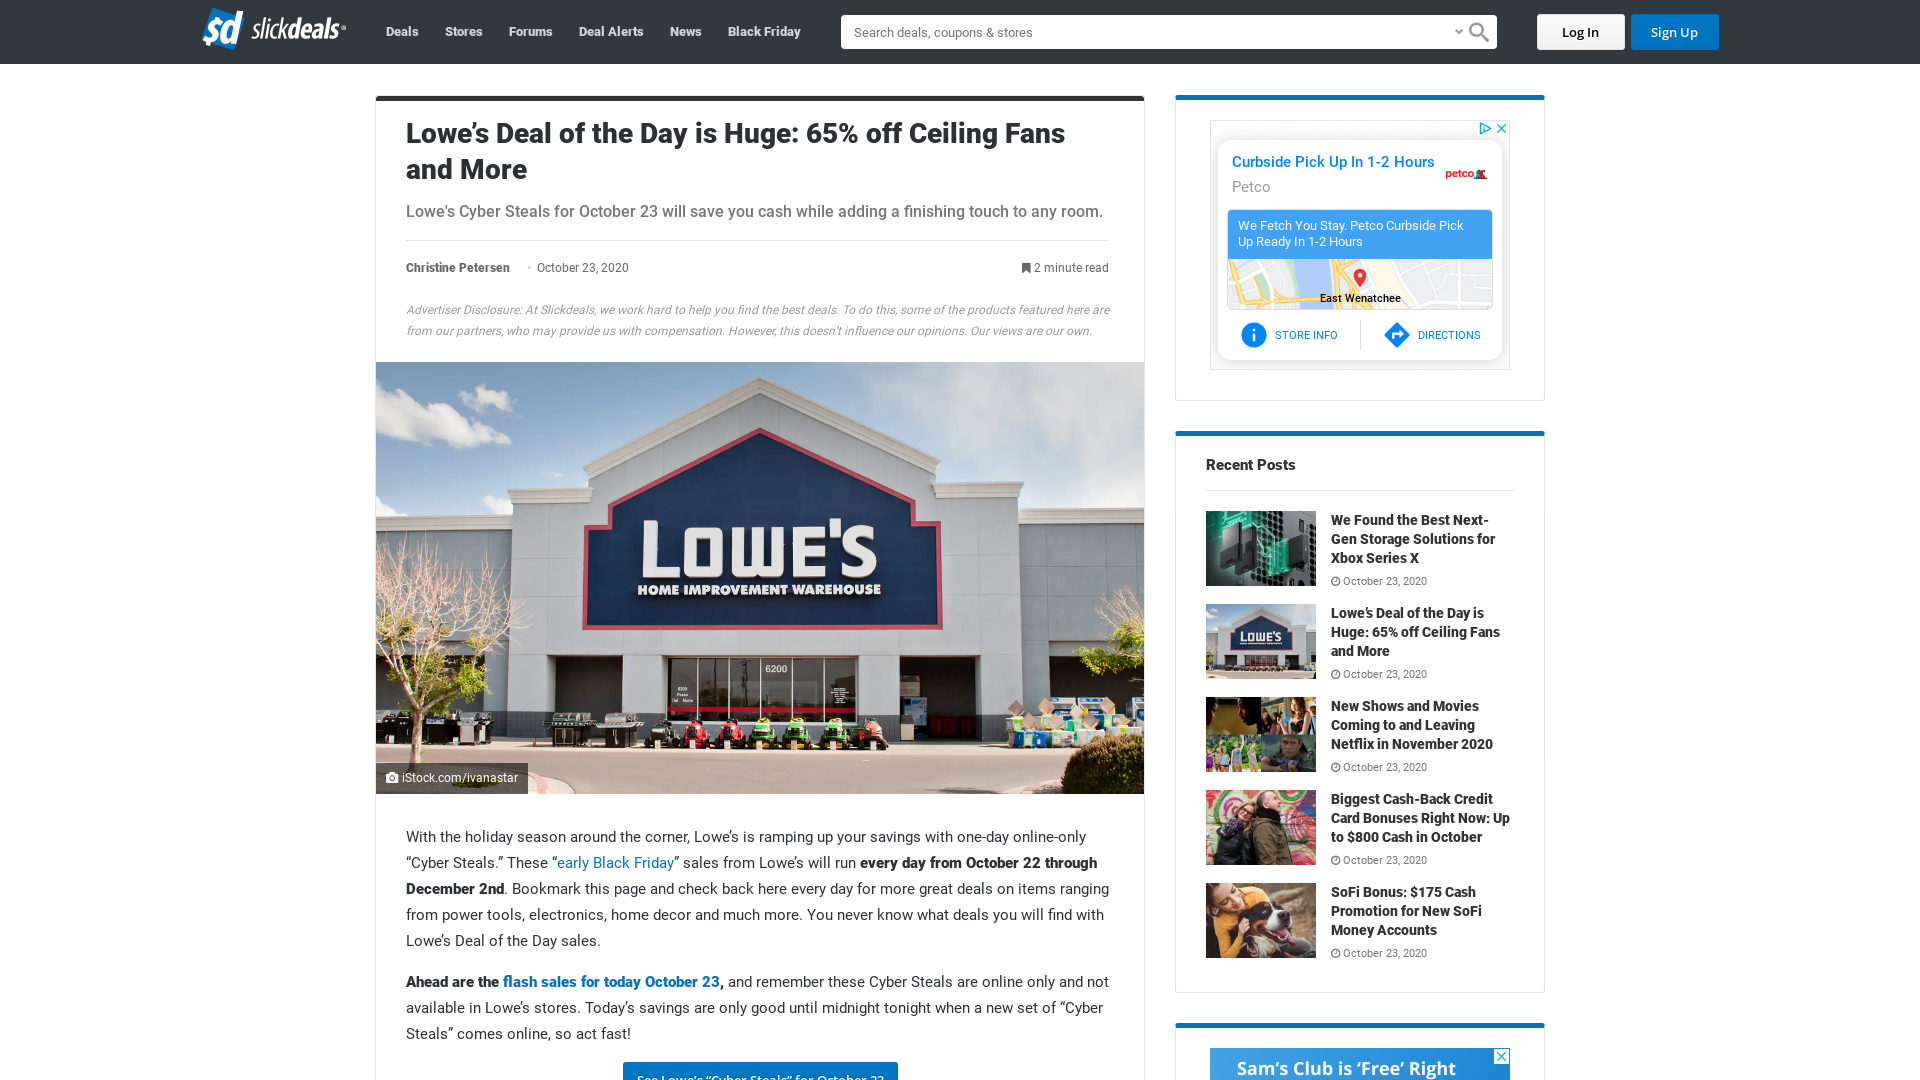 slickdeals
Deals Stores Forums Deal Alerts News Black Friday
Search deals, coupons & stores
Log In Sign Up
Lowe’s Deal of the Day is Huge: 65% off Ceiling Fans
and More
Lowe's Cyber Steals for October 23 will save you cash while adding a finishing touch to any room.
Christine Petersen • October 23, 2020
2 minute read
Advertiser Disclosure: At Slickdeals, we work hard to help you find the best deals. To do this, some of the products featured here are
from our partners, who may provide us with compensation. However, this doesn’t influence our opinions. Our views are our own.
LOWE'S
HOME IMPROVEMENT WAREHOUSE
6200
iStock.com/ivanastar
With the holiday season around the corner, Lowe’s is ramping up your savings with one-day online-only
“Cyber Steals.” These “early Black Friday” sales from Lowe’s will run every day from October 22 through
December 2nd. Bookmark this page and check back here every day for more great deals on items ranging
from power tools, electronics, home decor and much more. You never know what deals you will find with
Lowe’s Deal of the Day sales.
Ahead are the flash sales for today October 23, and remember these Cyber Steals are online only and not
available in Lowe’s stores. Today’s savings are only good until midnight tonight when a new set of “Cyber
Steals” comes online, so act fast!
See Lowe’s “Cyber Steals” for October 23
Curbside Pick Up In 1-2 Hours
Petco
petco
We Fetch You Stay. Petco Curbside Pick
Up Ready In 1-2 Hours
East Wenatchee
STORE INFO
DIRECTIONS
Recent Posts
We Found the Best Next-
Gen Storage Solutions for
Xbox Series X
October 23, 2020
Lowe’s Deal of the Day is
Huge: 65% off Ceiling Fans
and More
October 23, 2020
New Shows and Movies
Coming to and Leaving
Netflix in November 2020
October 23, 2020
Biggest Cash-Back Credit
Card Bonuses Right Now: Up
to $800 Cash in October
October 23, 2020
SoFi Bonus: $175 Cash
Promotion for New SoFi
Money Accounts
October 23, 2020
Sam’s Club is ‘Free’ Right